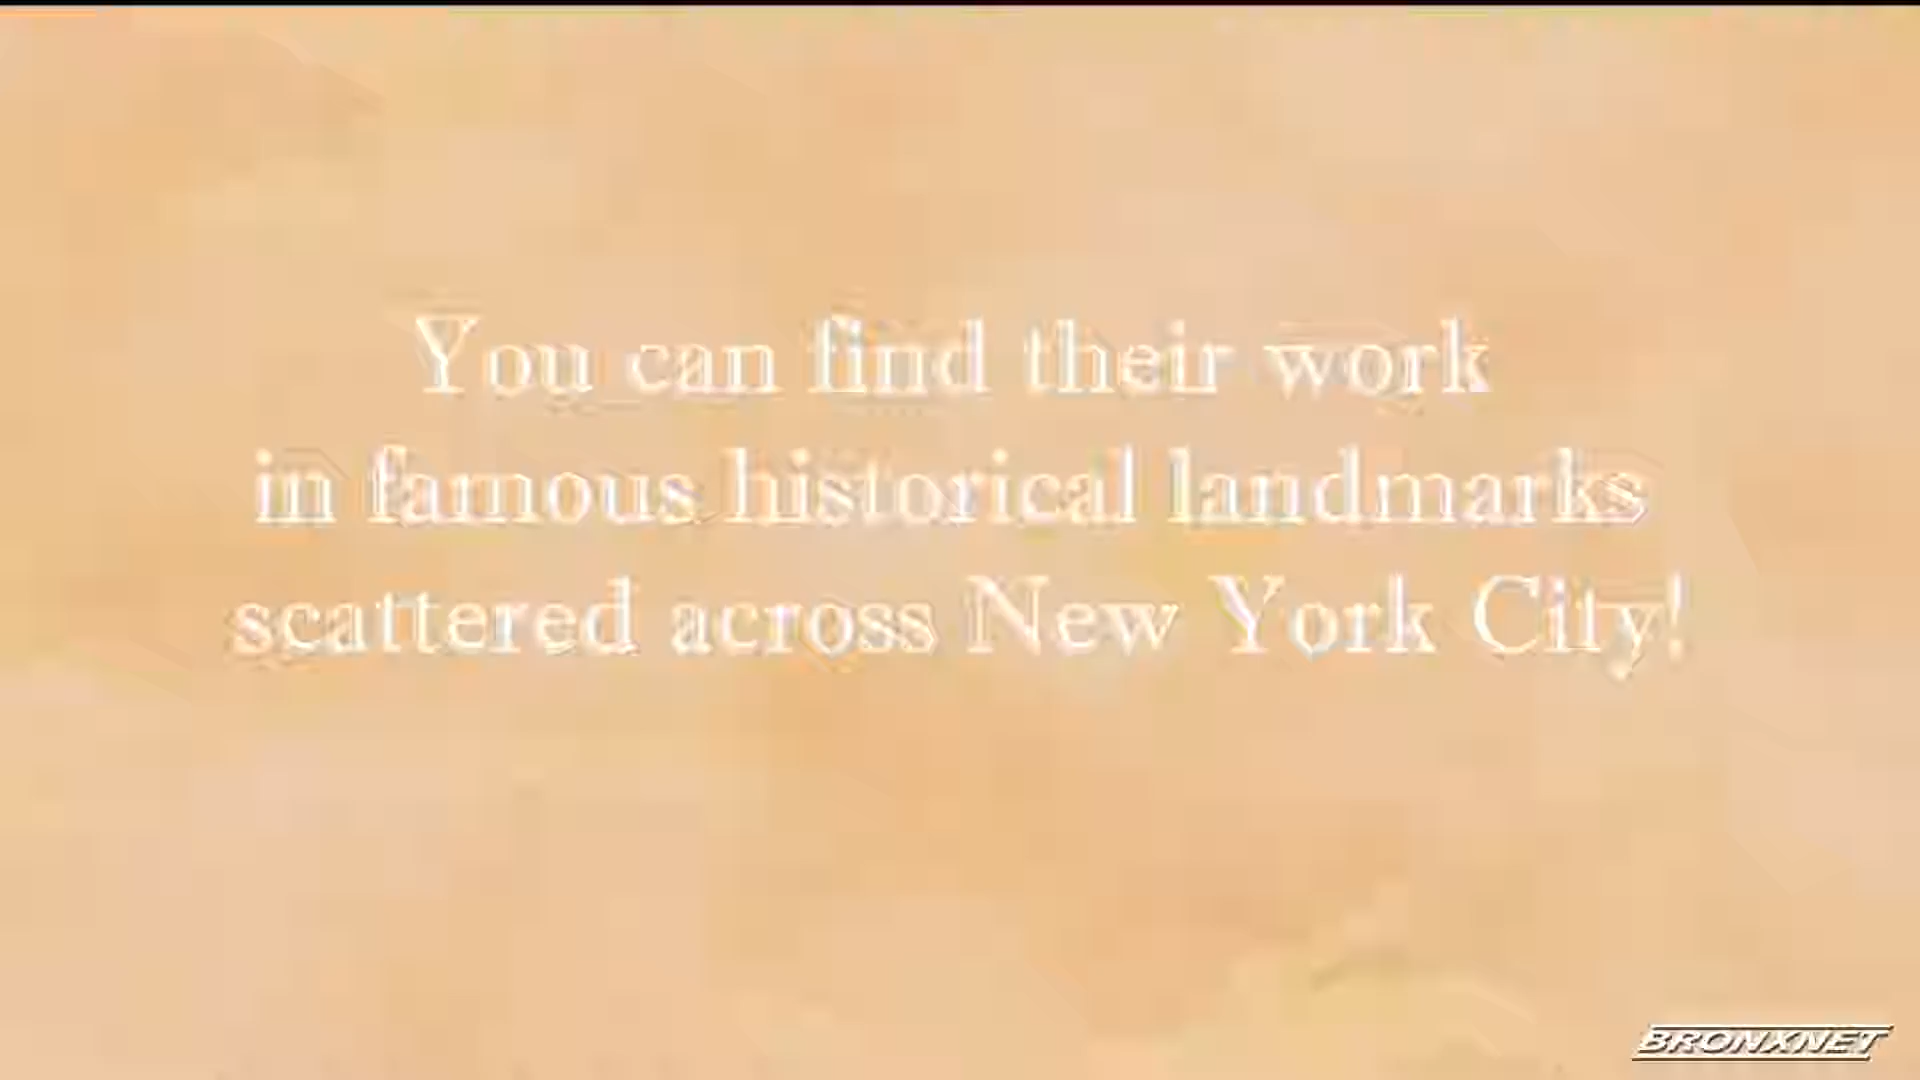 You can find their work
in famous historical landmarks
scattered across New York City!
BRONXNET